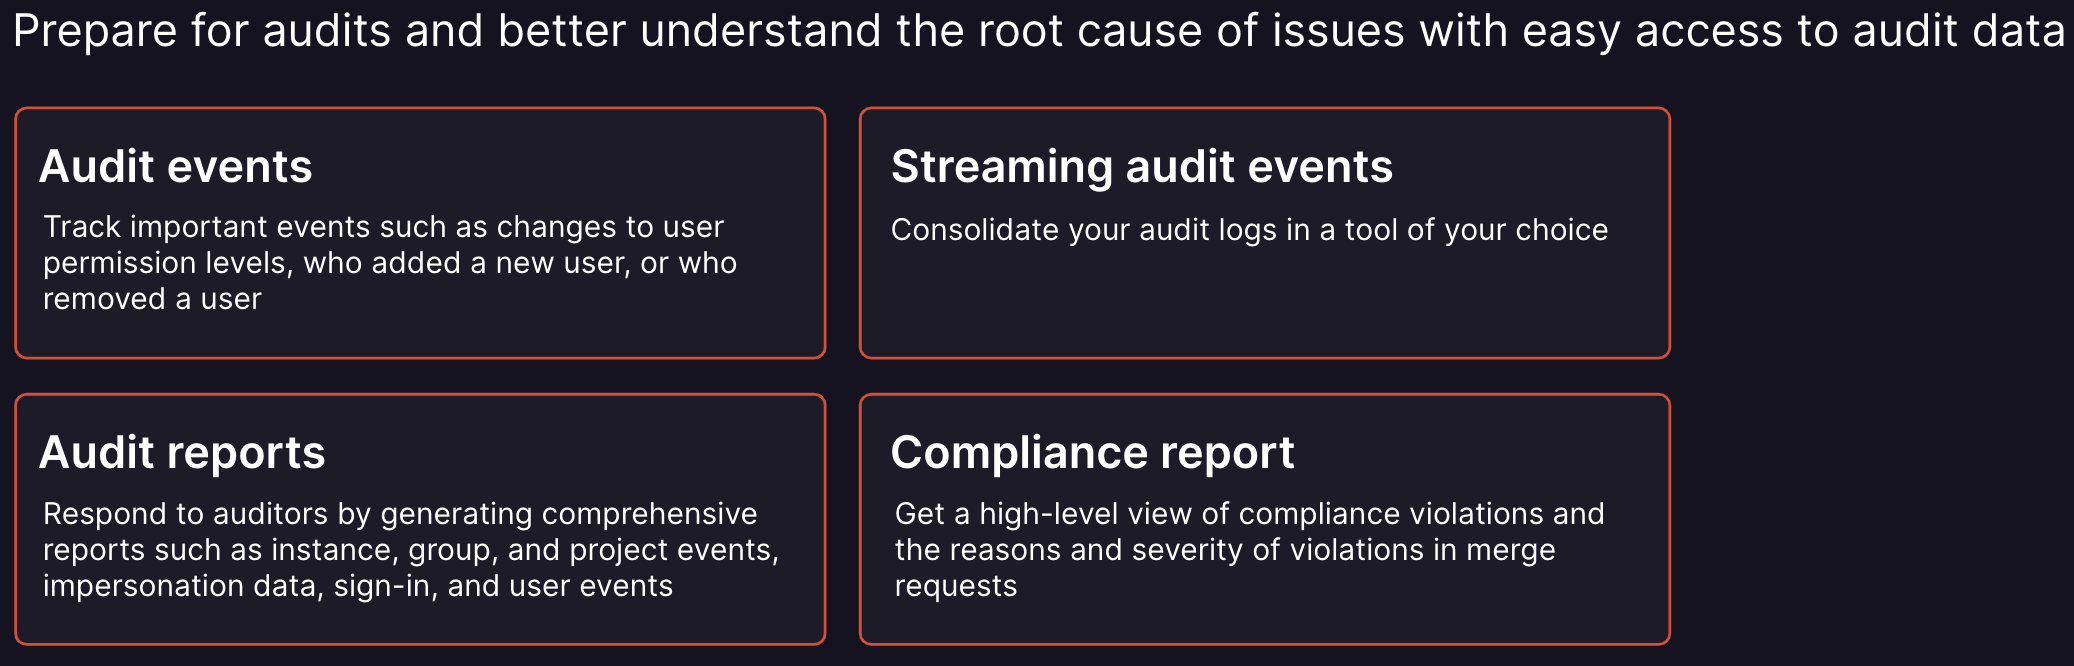 Prepare for audits and better understand the root cause of issues with easy access to audit data
Audit events
Track important events such as changes to user
permission levels, who added a new user, or who
removed a user
Streaming audit events
Consolidate your audit logs in a tool of your choice
Audit reports
Respond to auditors by generating comprehensive
reports such as instance, group, and project events,
impersonation data, sign-in, and user events
Compliance report
Get a high-level view of compliance violations and
the reasons and severity of violations in merge
requests